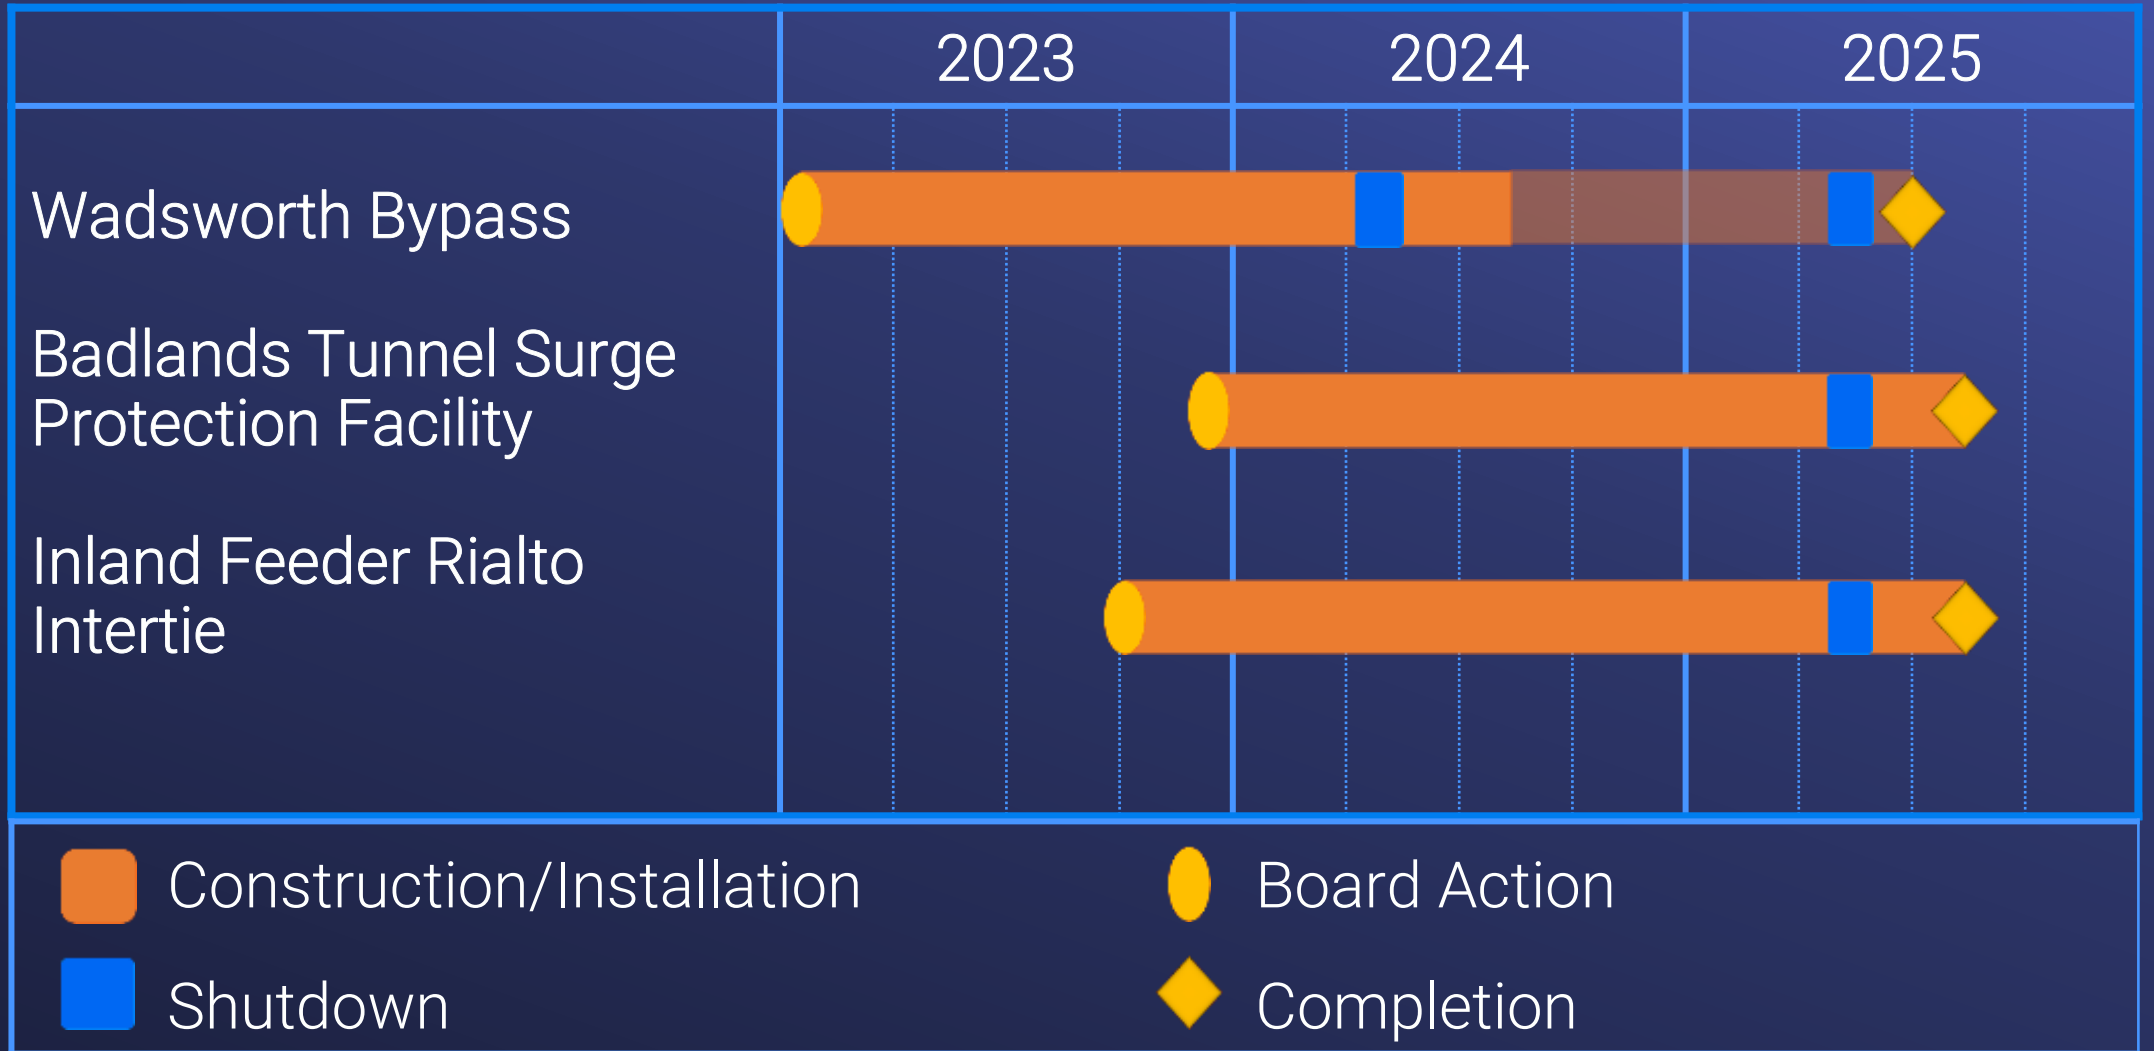 2023 2024 2025
Wadsworth Bypass
Badlands Tunnel Surge
Protection Facility
Inland Feeder Rialto
Intertie
Construction/Installation
Board Action
Shutdown
Completion